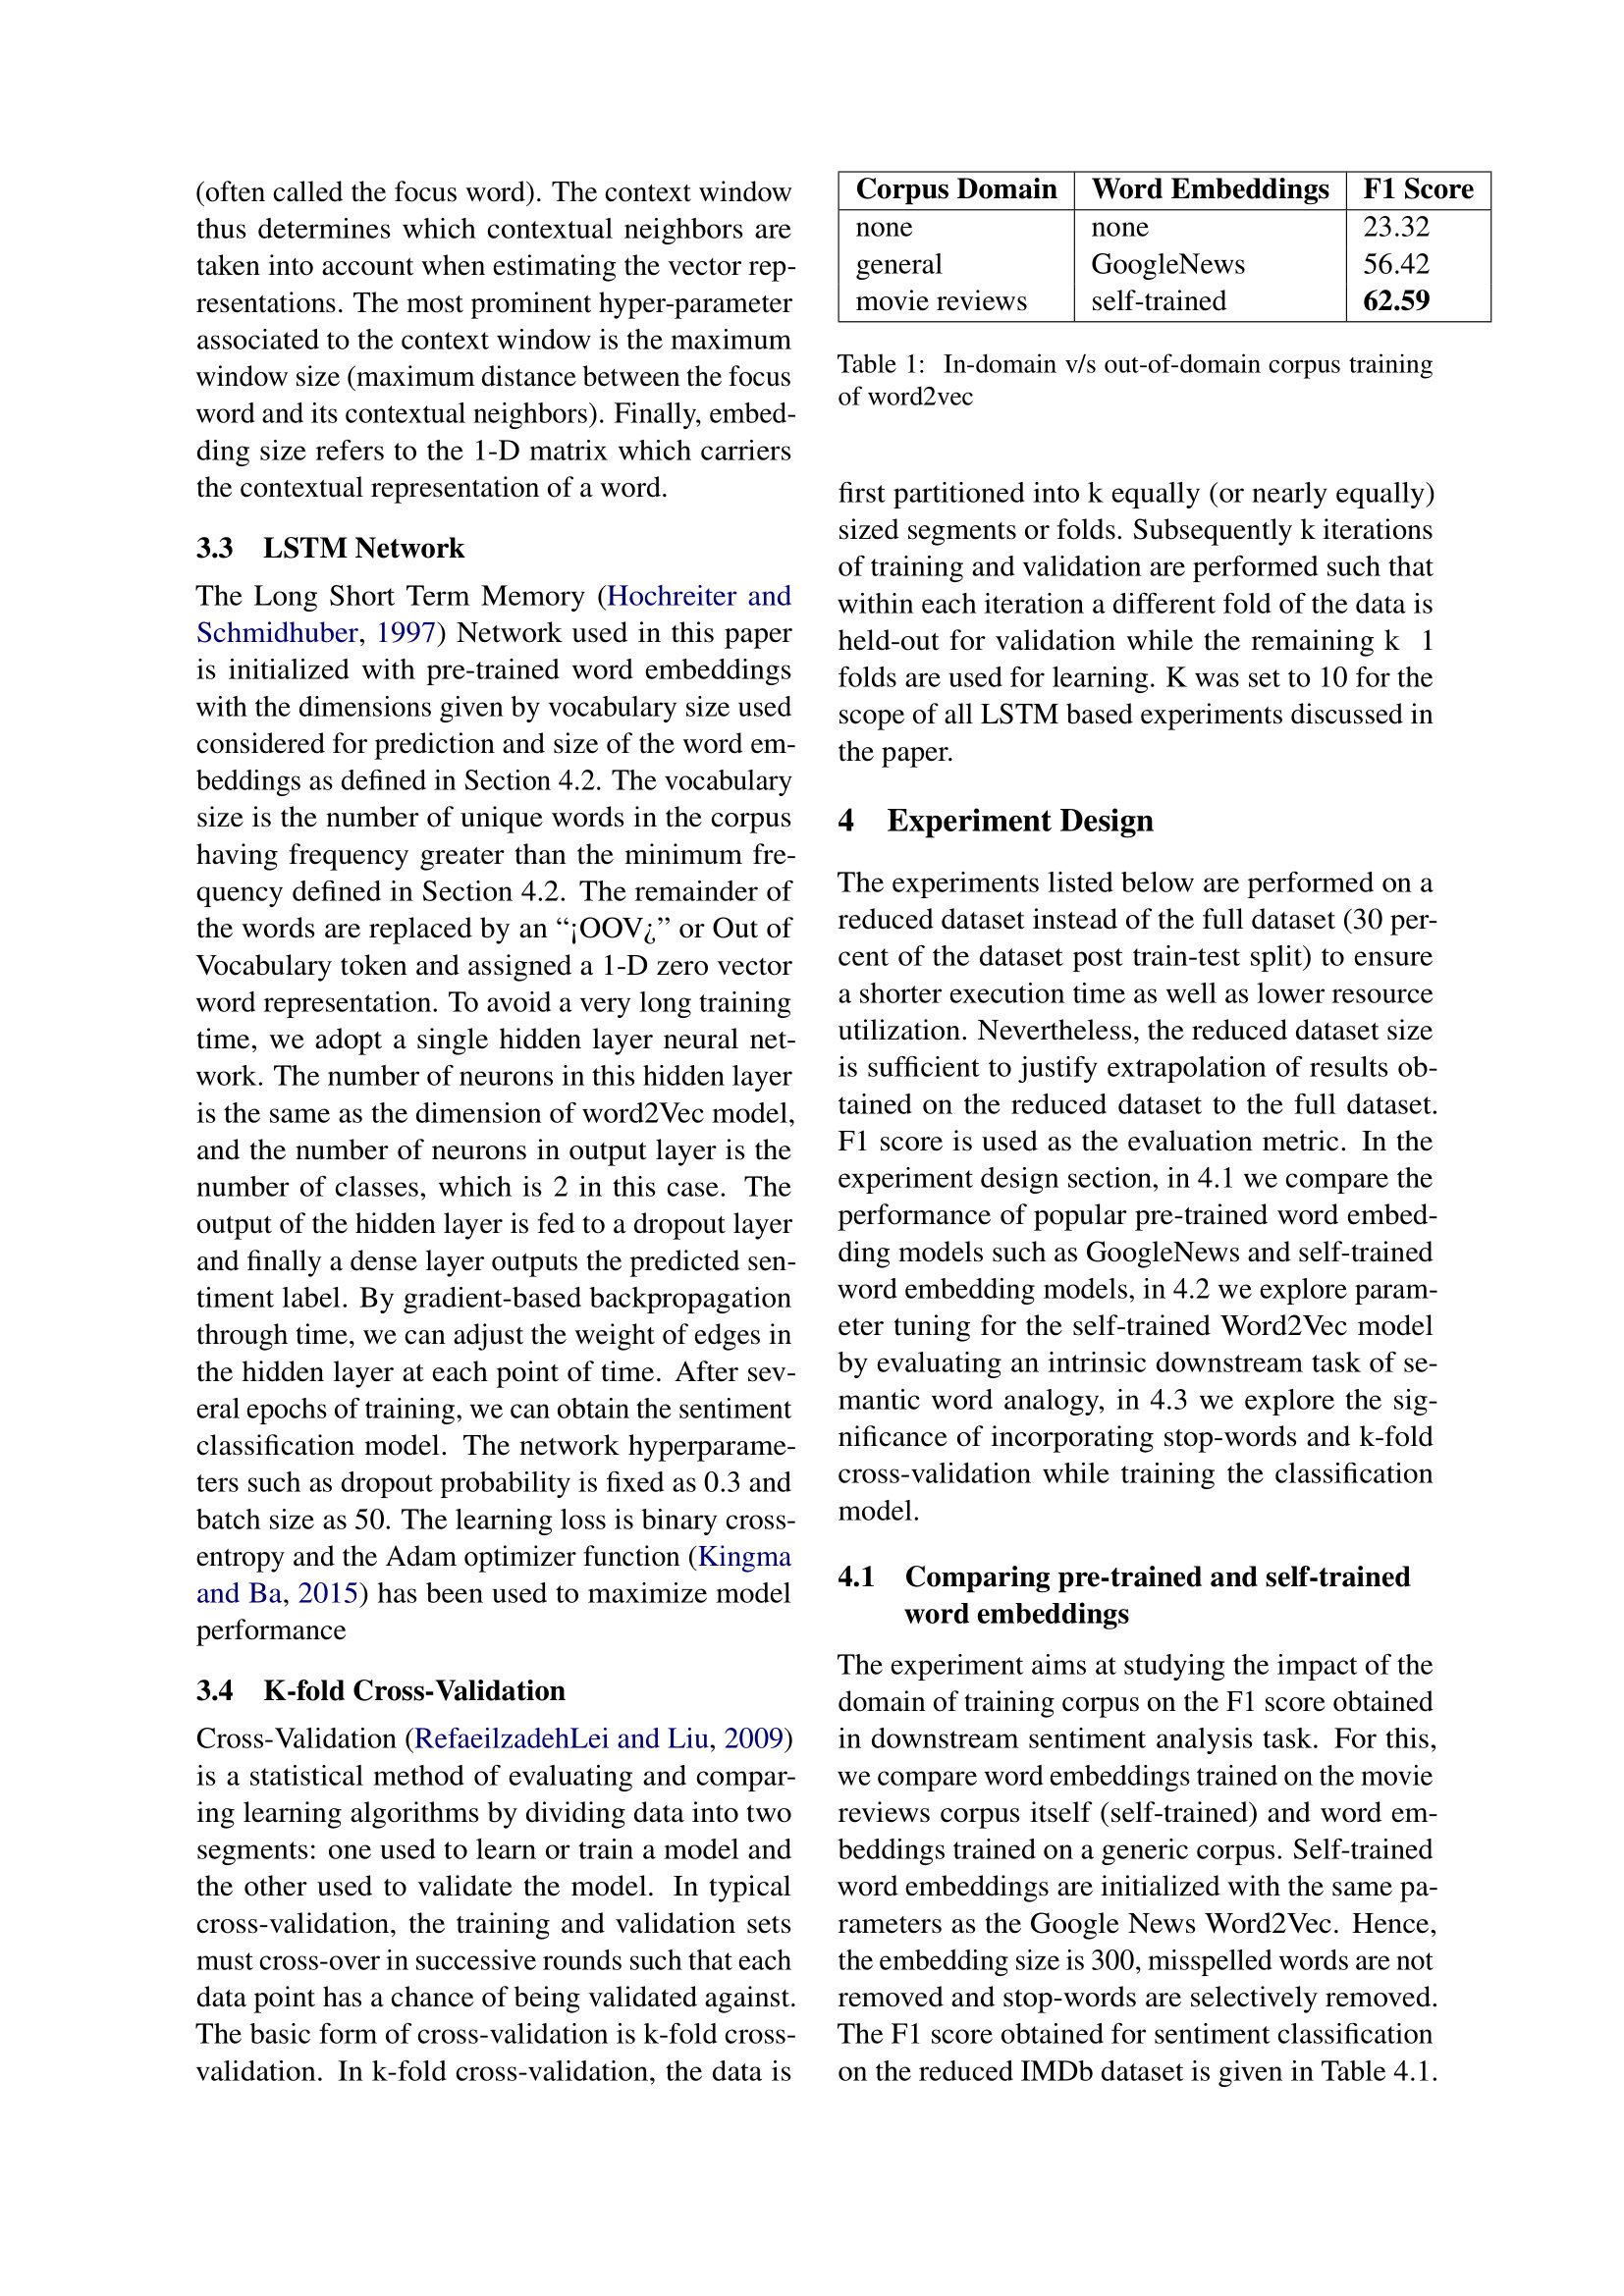 (often called the focus word). The context window
thus determines which contextual neighbors are
taken into account when estimating the vector rep-
resentations. The most prominent hyper-parameter
associated to the context window is the maximum
window size (maximum distance between the focus
word and its contextual neighbors). Finally, embed-
ding size refers to the 1-D matrix which carriers
the contextual representation of a word.
3.3 LSTM Network
The Long Short Term Memory (Hochreiter and
Schmidhuber, 1997) Network used in this paper
is initialized with pre-trained word embeddings
with the dimensions given by vocabulary size used
considered for prediction and size of the word em-
beddings as defined in Section 4.2. The vocabulary
size is the number of unique words in the corpus
having frequency greater than the minimum fre-
quency defined in Section 4.2. The remainder of
the words are replaced by an “¡OOV¿” or Out of
Vocabulary token and assigned a 1-D zero vector
word representation. To avoid a very long training
time, we adopt a single hidden layer neural net-
work. The number of neurons in this hidden layer
is the same as the dimension of word2Vec model,
and the number of neurons in output layer is the
number of classes, which is 2 in this case. The
output of the hidden layer is fed to a dropout layer
and finally a dense layer outputs the predicted sen-
timent label. By gradient-based backpropagation
through time, we can adjust the weight of edges in
the hidden layer at each point of time. After sev-
eral epochs of training, we can obtain the sentiment
classification model. The network hyperparame-
ters such as dropout probability is fixed as 0.3 and
batch size as 50. The learning loss is binary cross-
entropy and the Adam optimizer function (Kingma
and Ba, 2015) has been used to maximize model
performance
3.4 K-fold Cross-Validation
Cross-Validation (RefaeilzadehLei and Liu, 2009)
is a statistical method of evaluating and compar-
ing learning algorithms by dividing data into two
segments: one used to learn or train a model and
the other used to validate the model. In typical
cross-validation, the training and validation sets
must cross-over in successive rounds such that each
data point has a chance of being validated against.
The basic form of cross-validation is k-fold cross-
validation. In k-fold cross-validation, the data is
Corpus Domain Word Embeddings F1 Score
none none 23.32
general GoogleNews 56.42
movie reviews self-trained 62.59
Table 1: In-domain v/s out-of-domain corpus training
of word2vec
first partitioned into k equally (or nearly equally)
sized segments or folds. Subsequently k iterations
of training and validation are performed such that
within each iteration a different fold of the data is
held-out for validation while the remaining k 1
folds are used for learning. K was set to 10 for the
scope of all LSTM based experiments discussed in
the paper.
4 Experiment Design
The experiments listed below are performed on a
reduced dataset instead of the full dataset (30 per-
cent of the dataset post train-test split) to ensure
a shorter execution time as well as lower resource
utilization. Nevertheless, the reduced dataset size
is sufficient to justify extrapolation of results ob-
tained on the reduced dataset to the full dataset.
F1 score is used as the evaluation metric. In the
experiment design section, in 4.1 we compare the
performance of popular pre-trained word embed-
ding models such as GoogleNews and self-trained
word embedding models, in 4.2 we explore param-
eter tuning for the self-trained Word2Vec model
by evaluating an intrinsic downstream task of se-
mantic word analogy, in 4.3 we explore the sig-
nificance of incorporating stop-words and k-fold
cross-validation while training the classification
model.
4.1 Comparing pre-trained and self-trained
word embeddings
The experiment aims at studying the impact of the
domain of training corpus on the F1 score obtained
in downstream sentiment analysis task. For this,
we compare word embeddings trained on the movie
reviews corpus itself (self-trained) and word em-
beddings trained on a generic corpus. Self-trained
word embeddings are initialized with the same pa-
rameters as the Google News Word2Vec. Hence,
the embedding size is 300, misspelled words are not
removed and stop-words are selectively removed.
The F1 score obtained for sentiment classification
on the reduced IMDb dataset is given in Table 4.1.